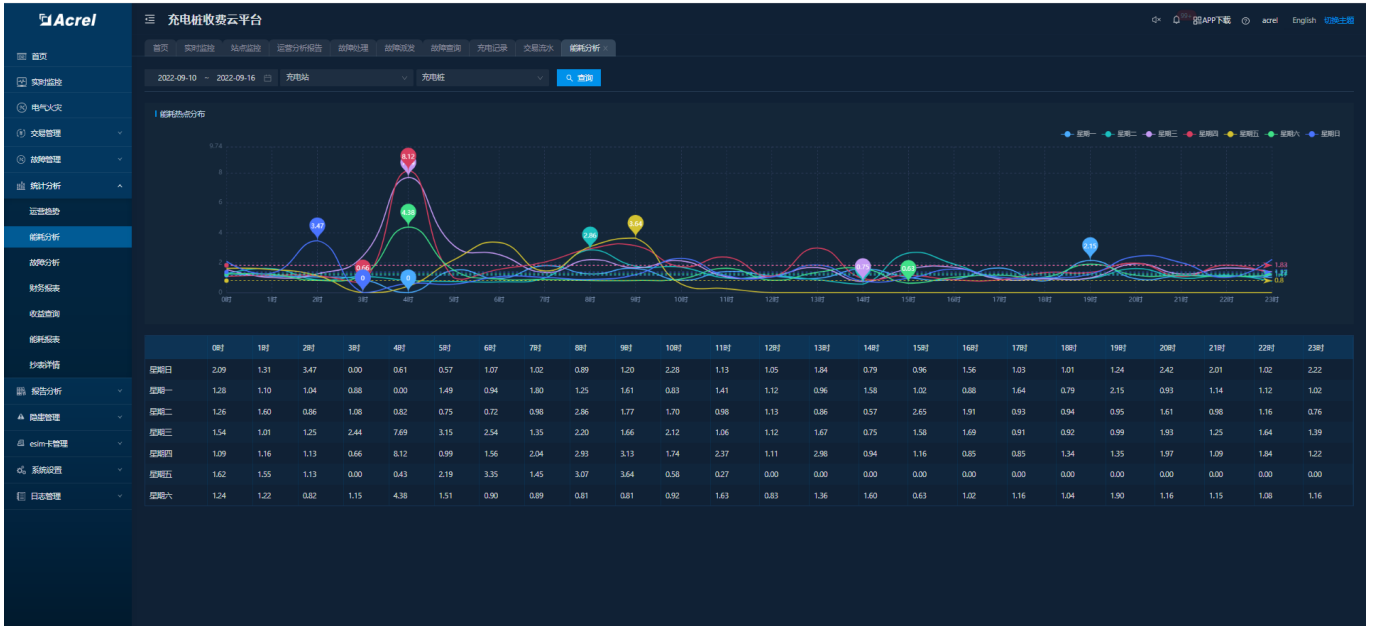 Acrel
充电桩收费云平台
99+
APP下载
acrel
English
切换主题
首页 实时监控 站点监控 运营分析报告 故障处理 故障派发 故障查询 充电记录 交易流水 能耗分析 ×
首页
实时监控
电气火灾
交易管理
故障管理
统计分析
运营趋势
能耗分析
故障分析
财务报表
收益查询
能耗报表
抄表详情
报告分析
隐患管理
esim卡管理
系统设置
日志管理
2022-09-10 ~ 2022-09-16 充电站 充电桩 查询
能耗热点分布
星期一 星期二 星期三 星期四 星期五 星期六 星期日
9.74
8
6
4
2
0
8.12
4.38
3.47
3.64
2.86
2.15
0.66
0
0
0.75
0.63
1.83
0.8
0时 1时 2时 3时 4时 5时 6时 7时 8时 9时 10时 11时 12时 13时 14时 15时 16时 17时 18时 19时 20时 21时 22时 23时
0时 1时 2时 3时 4时 5时 6时 7时 8时 9时 10时 11时 12时 13时 14时 15时 16时 17时 18时 19时 20时 21时 22时 23时
星期日 2.09 1.31 3.47 0.00 0.61 0.57 1.07 1.02 0.89 1.20 2.28 1.13 1.05 1.84 0.79 0.96 1.56 1.03 1.01 1.24 2.42 2.01 1.02 2.22
星期一 1.28 1.10 1.04 0.88 0.00 1.49 0.94 1.80 1.25 1.61 0.83 1.41 1.12 0.96 1.58 1.02 0.88 1.64 0.79 2.15 0.93 1.14 1.12 1.02
星期二 1.26 1.60 0.86 1.08 0.82 0.75 0.72 0.98 2.86 1.77 1.70 0.98 1.13 0.86 0.57 2.65 1.91 0.93 0.94 0.95 1.61 0.98 1.16 0.76
星期三 1.54 1.01 1.25 2.44 7.69 3.15 2.54 1.35 2.20 1.66 2.12 1.06 1.12 1.67 0.75 1.58 1.69 0.91 0.92 0.99 1.93 1.25 1.64 1.39
星期四 1.09 1.16 1.13 0.66 8.12 0.99 1.56 2.04 2.93 3.13 1.74 2.37 1.11 2.98 0.94 1.16 0.85 0.85 1.34 1.35 1.97 1.09 1.84 1.22
星期五 1.62 1.55 1.13 0.00 0.43 2.19 3.35 1.45 3.07 3.64 0.58 0.27 0.00 0.00 0.00 0.00 0.00 0.00 0.00 0.00 0.00 0.00 0.00 0.00
星期六 1.24 1.22 0.82 1.15 4.38 1.51 0.90 0.89 0.81 0.81 0.92 1.63 0.83 1.36 1.60 0.63 1.02 1.16 1.04 1.90 1.16 1.15 1.08 1.16